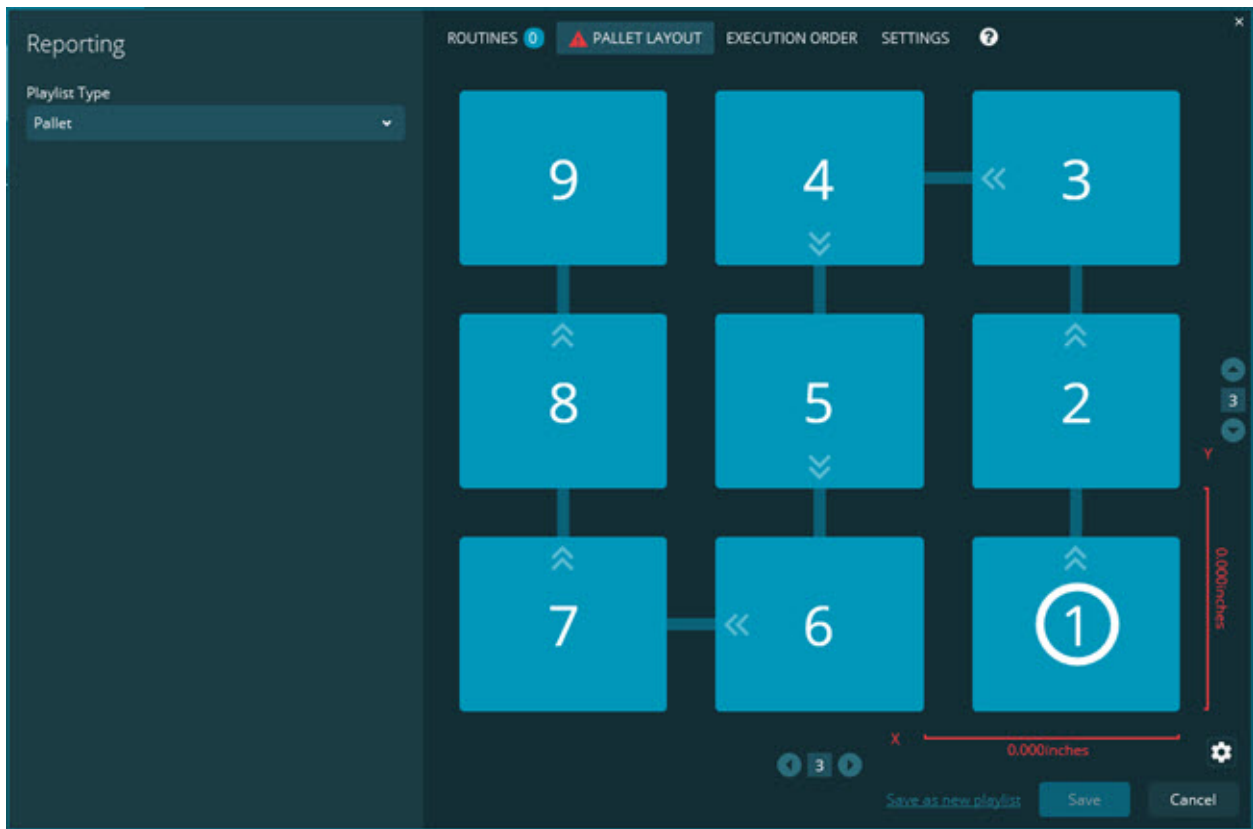 Reporting
Playlist Type
Pallet
ROUTINES 0 PALLET LAYOUT EXECUTION ORDER SETTINGS ?
9 4 3
8 5 2
3
Y
7 6 1
0.000inches
X
0.000inches
3
Save as new playlist Save Cancel